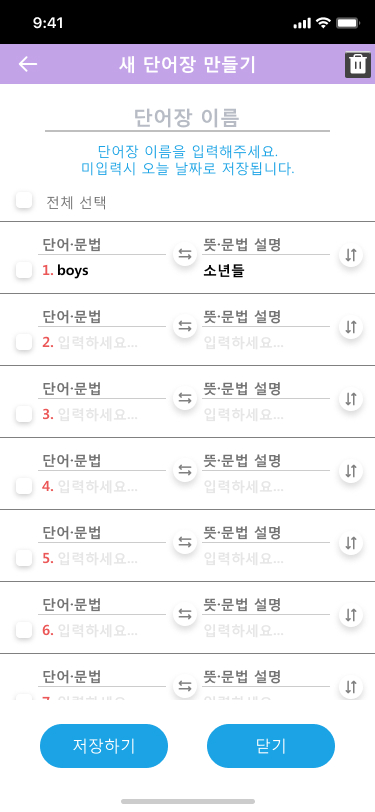 9:41
새 단어장 만들기
단어장 이름
단어장 이름을 입력해주세요.
미입력시 오늘 날짜로 저장됩니다.
전체 선택
단어·문법 뜻·문법 설명
1. boys 소년들
단어·문법 뜻·문법 설명
2. 입력하세요... 입력하세요...
단어·문법 뜻·문법 설명
3. 입력하세요... 입력하세요...
단어·문법 뜻·문법 설명
4. 입력하세요... 입력하세요...
단어·문법 뜻·문법 설명
5. 입력하세요... 입력하세요...
단어·문법 뜻·문법 설명
6. 입력하세요... 입력하세요...
단어·문법 뜻·문법 설명
저장하기 닫기